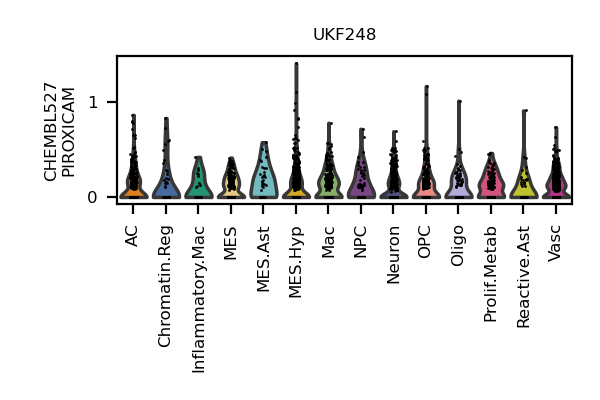 UKF248
CHEMBL527
PIROXICAM
1
0
AC
Chromatin.Reg
Inflammatory.Mac
MES
MES.Ast
MES.Hyp
Mac
NPC
Neuron
OPC
Oligo
Prolif.Metab
Reactive.Ast
Vasc